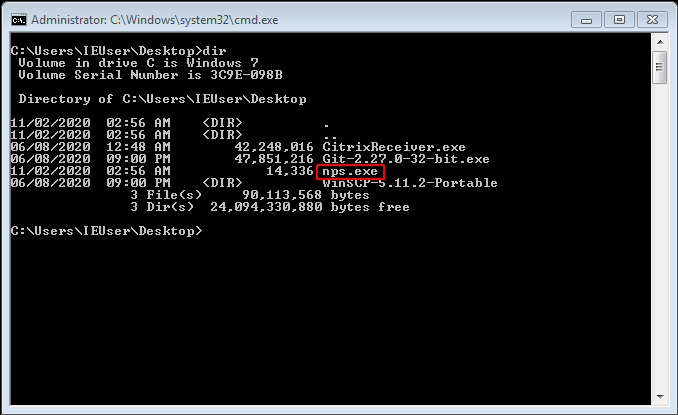 Administrator: C:\Windows\system32\cmd.exe
C:\Users\IEUser\Desktop>dir
 Volume in drive C is Windows 7
 Volume Serial Number is 3C9E-098B
 Directory of C:\Users\IEUser\Desktop
11/02/2020  02:56 AM    <DIR>          .
11/02/2020  02:56 AM    <DIR>          ..
06/08/2020  12:48 AM        42,248,016 CitrixReceiver.exe
06/08/2020  09:00 PM        47,851,216 Git-2.27.0-32-bit.exe
11/02/2020  02:56 AM            14,336 nps.exe
06/08/2020  09:00 PM    <DIR>          WinSCP-5.11.2-Portable
               3 File(s)     90,113,568 bytes
               3 Dir(s)  24,094,330,880 bytes free
C:\Users\IEUser\Desktop>